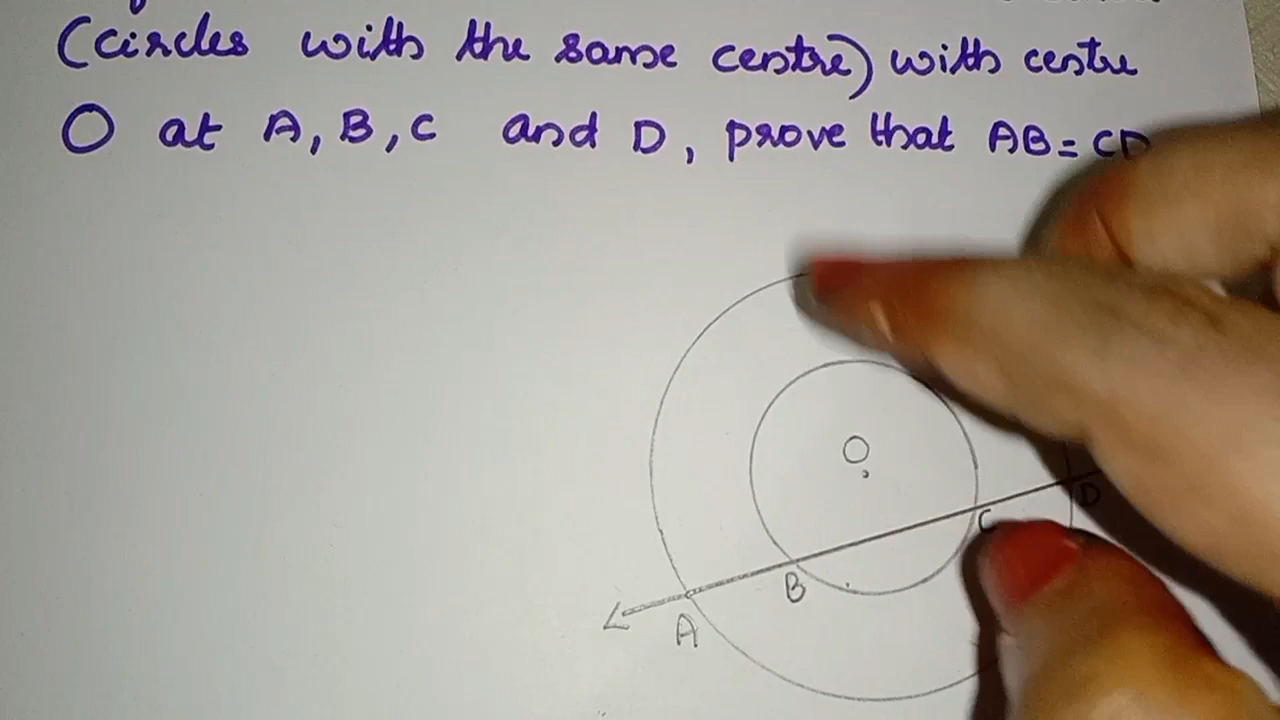 (circles with the same centre) with centre
O at A, B, C and D, prove that AB = CD
O
D
C
B
A